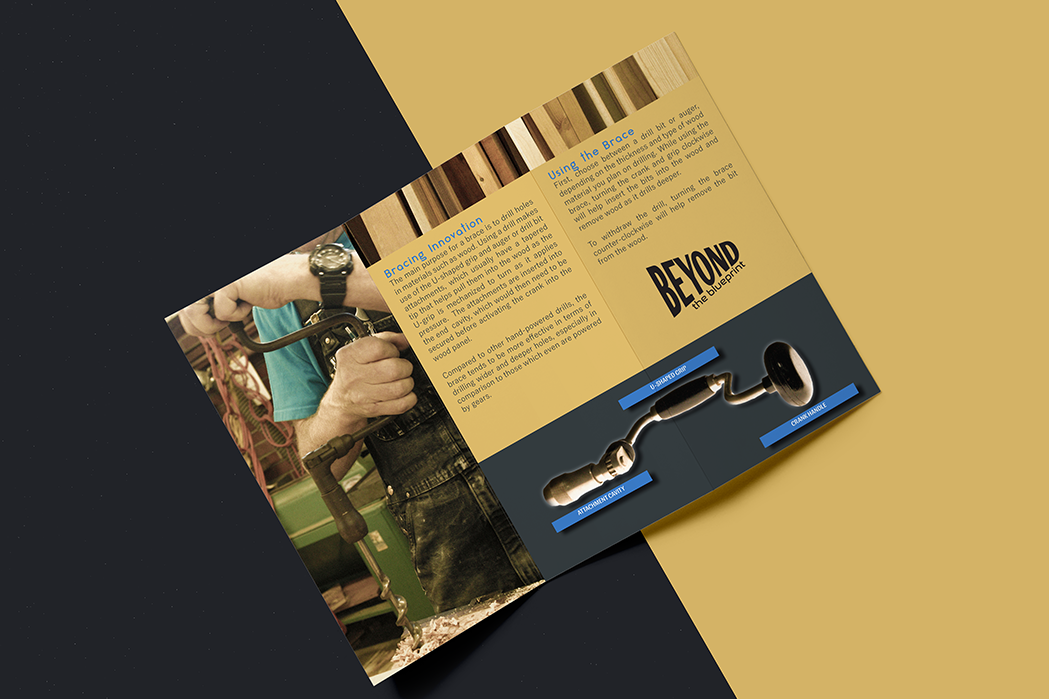 Bracing Innovation
The main purpose for a brace is to drill holes
in materials such as wood. Using a drill makes
use of the U-shaped grip and auger or drill bit
attachments, which usually have a tapered
tip that helps pull them into the wood as the
U-grip is mechanized to turn as it applies
pressure. The attachments are inserted into
the end cavity, which would then need to be
secured before activating the crank into the
wood panel.
Compared to other hand-powered drills, the
brace tends to be more effective in terms of
drilling wider and deeper holes, especially in
comparison to those which even are powered
by gears.
Using the Brace
First, choose between a drill bit or auger,
depending on the thickness and type of wood
material you plan on drilling. While using the
brace, turning the crank and grip clockwise
will help insert the bits into the wood and
remove wood as it drills deeper.
To withdraw the drill, turning the brace
counter-clockwise will help remove the bit
from the wood.
BEYOND
the blueprint
U-SHAPED GRIP
CRANK HANDLE
ATTACHMENT CAVITY